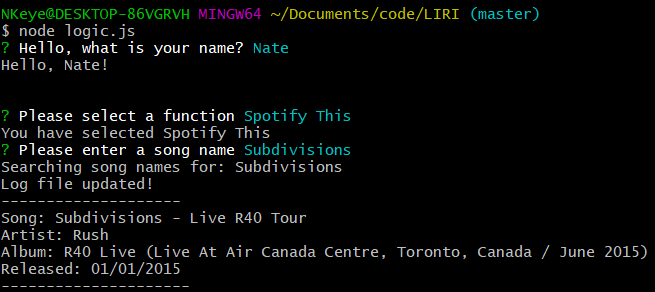 NKeye@DESKTOP-86VGRVH MINGW64 ~/Documents/code/LIRI (master)
$ node logic.js
? Hello, what is your name? Nate
Hello, Nate!
? Please select a function Spotify This
You have selected Spotify This
? Please enter a song name Subdivisions
Searching song names for: Subdivisions
Log file updated!
--------------------
Song: Subdivisions - Live R40 Tour
Artist: Rush
Album: R40 Live (Live At Air Canada Centre, Toronto, Canada / June 2015)
Released: 01/01/2015
---------------------